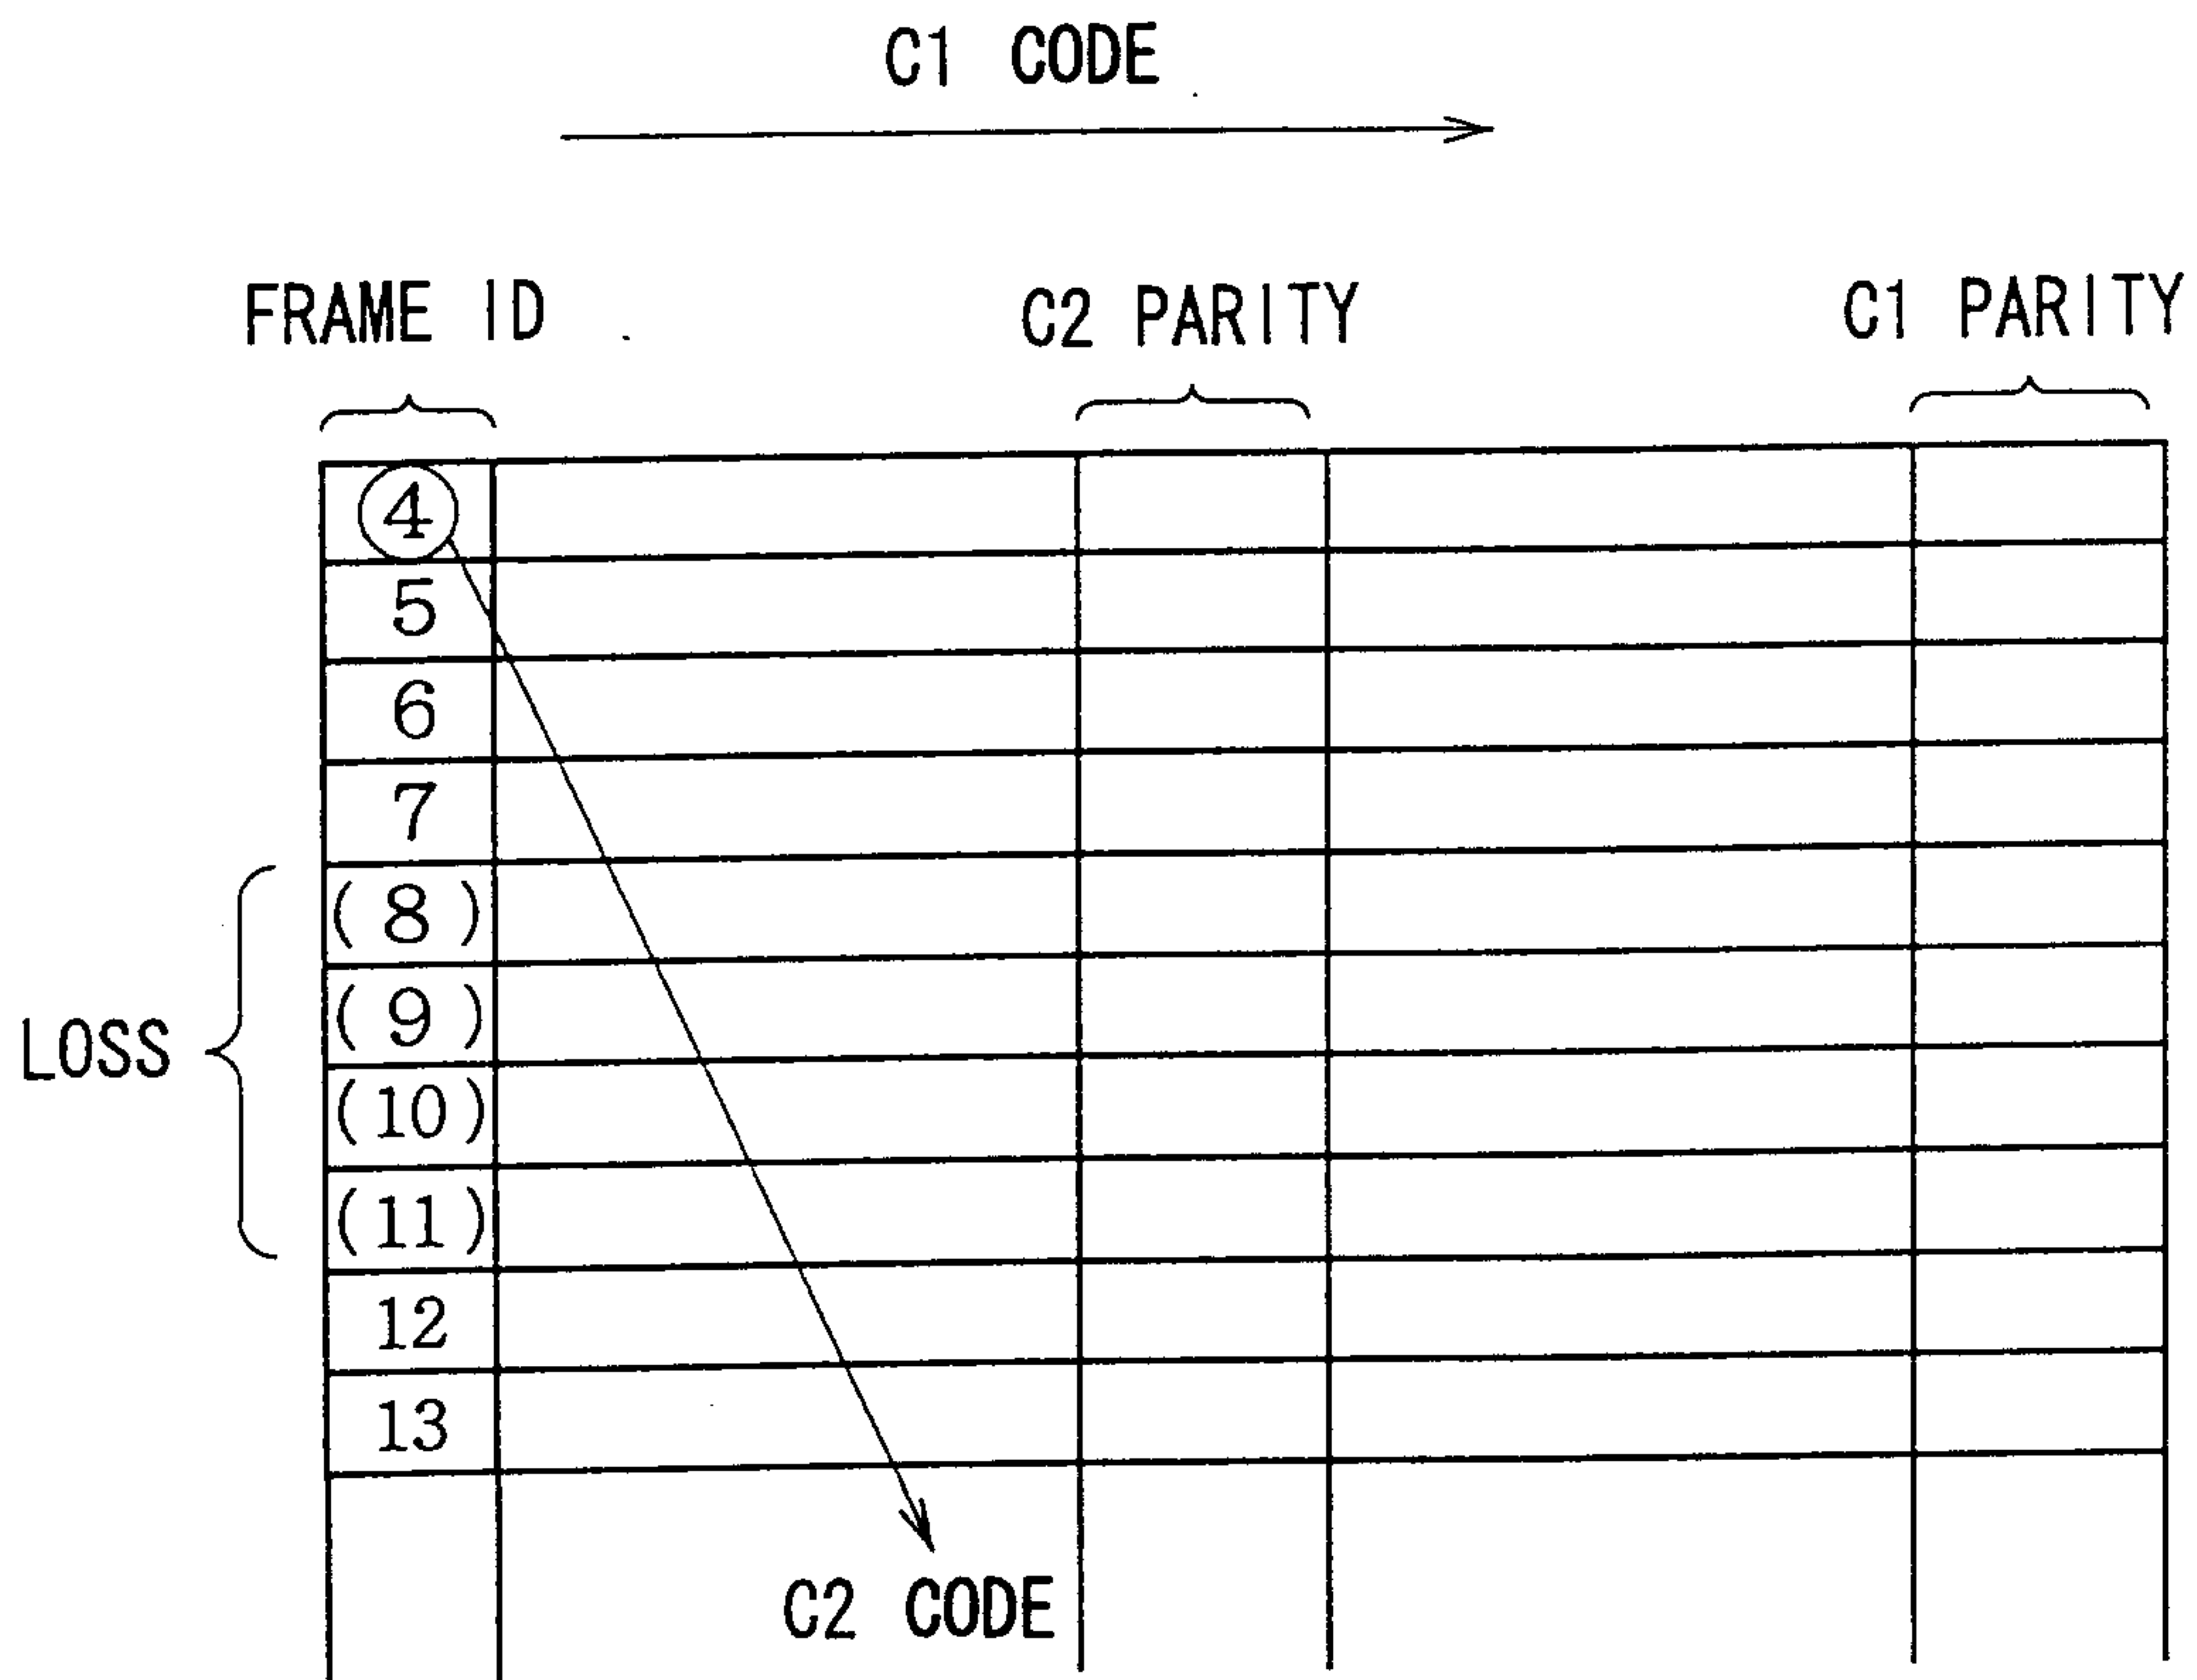 C1 CODE
FRAME ID
C2 PARITY
C1 PARITY
④
5
6
7
(8)
(9)
LOSS
(10)
(11)
12
13
C2 CODE